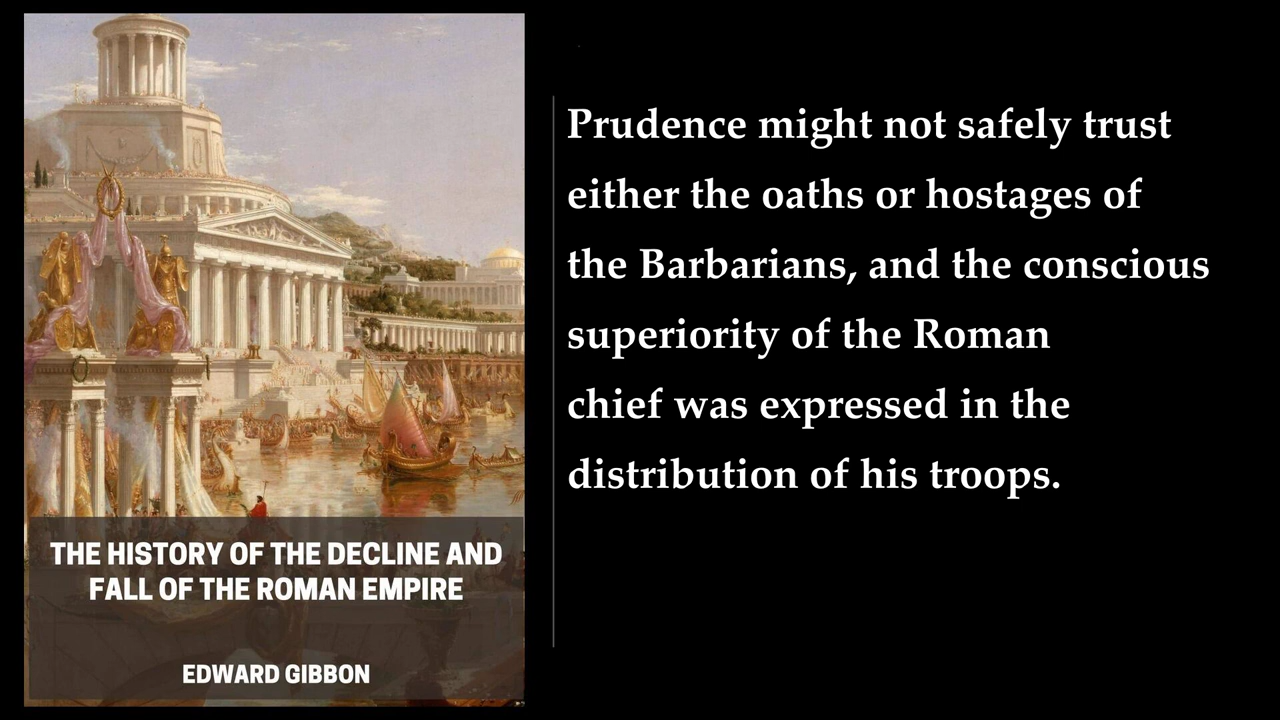 Prudence might not safely trust
either the oaths or hostages of
the Barbarians, and the conscious
superiority of the Roman
chief was expressed in the
distribution of his troops.
THE HISTORY OF THE DECLINE AND
FALL OF THE ROMAN EMPIRE
EDWARD GIBBON